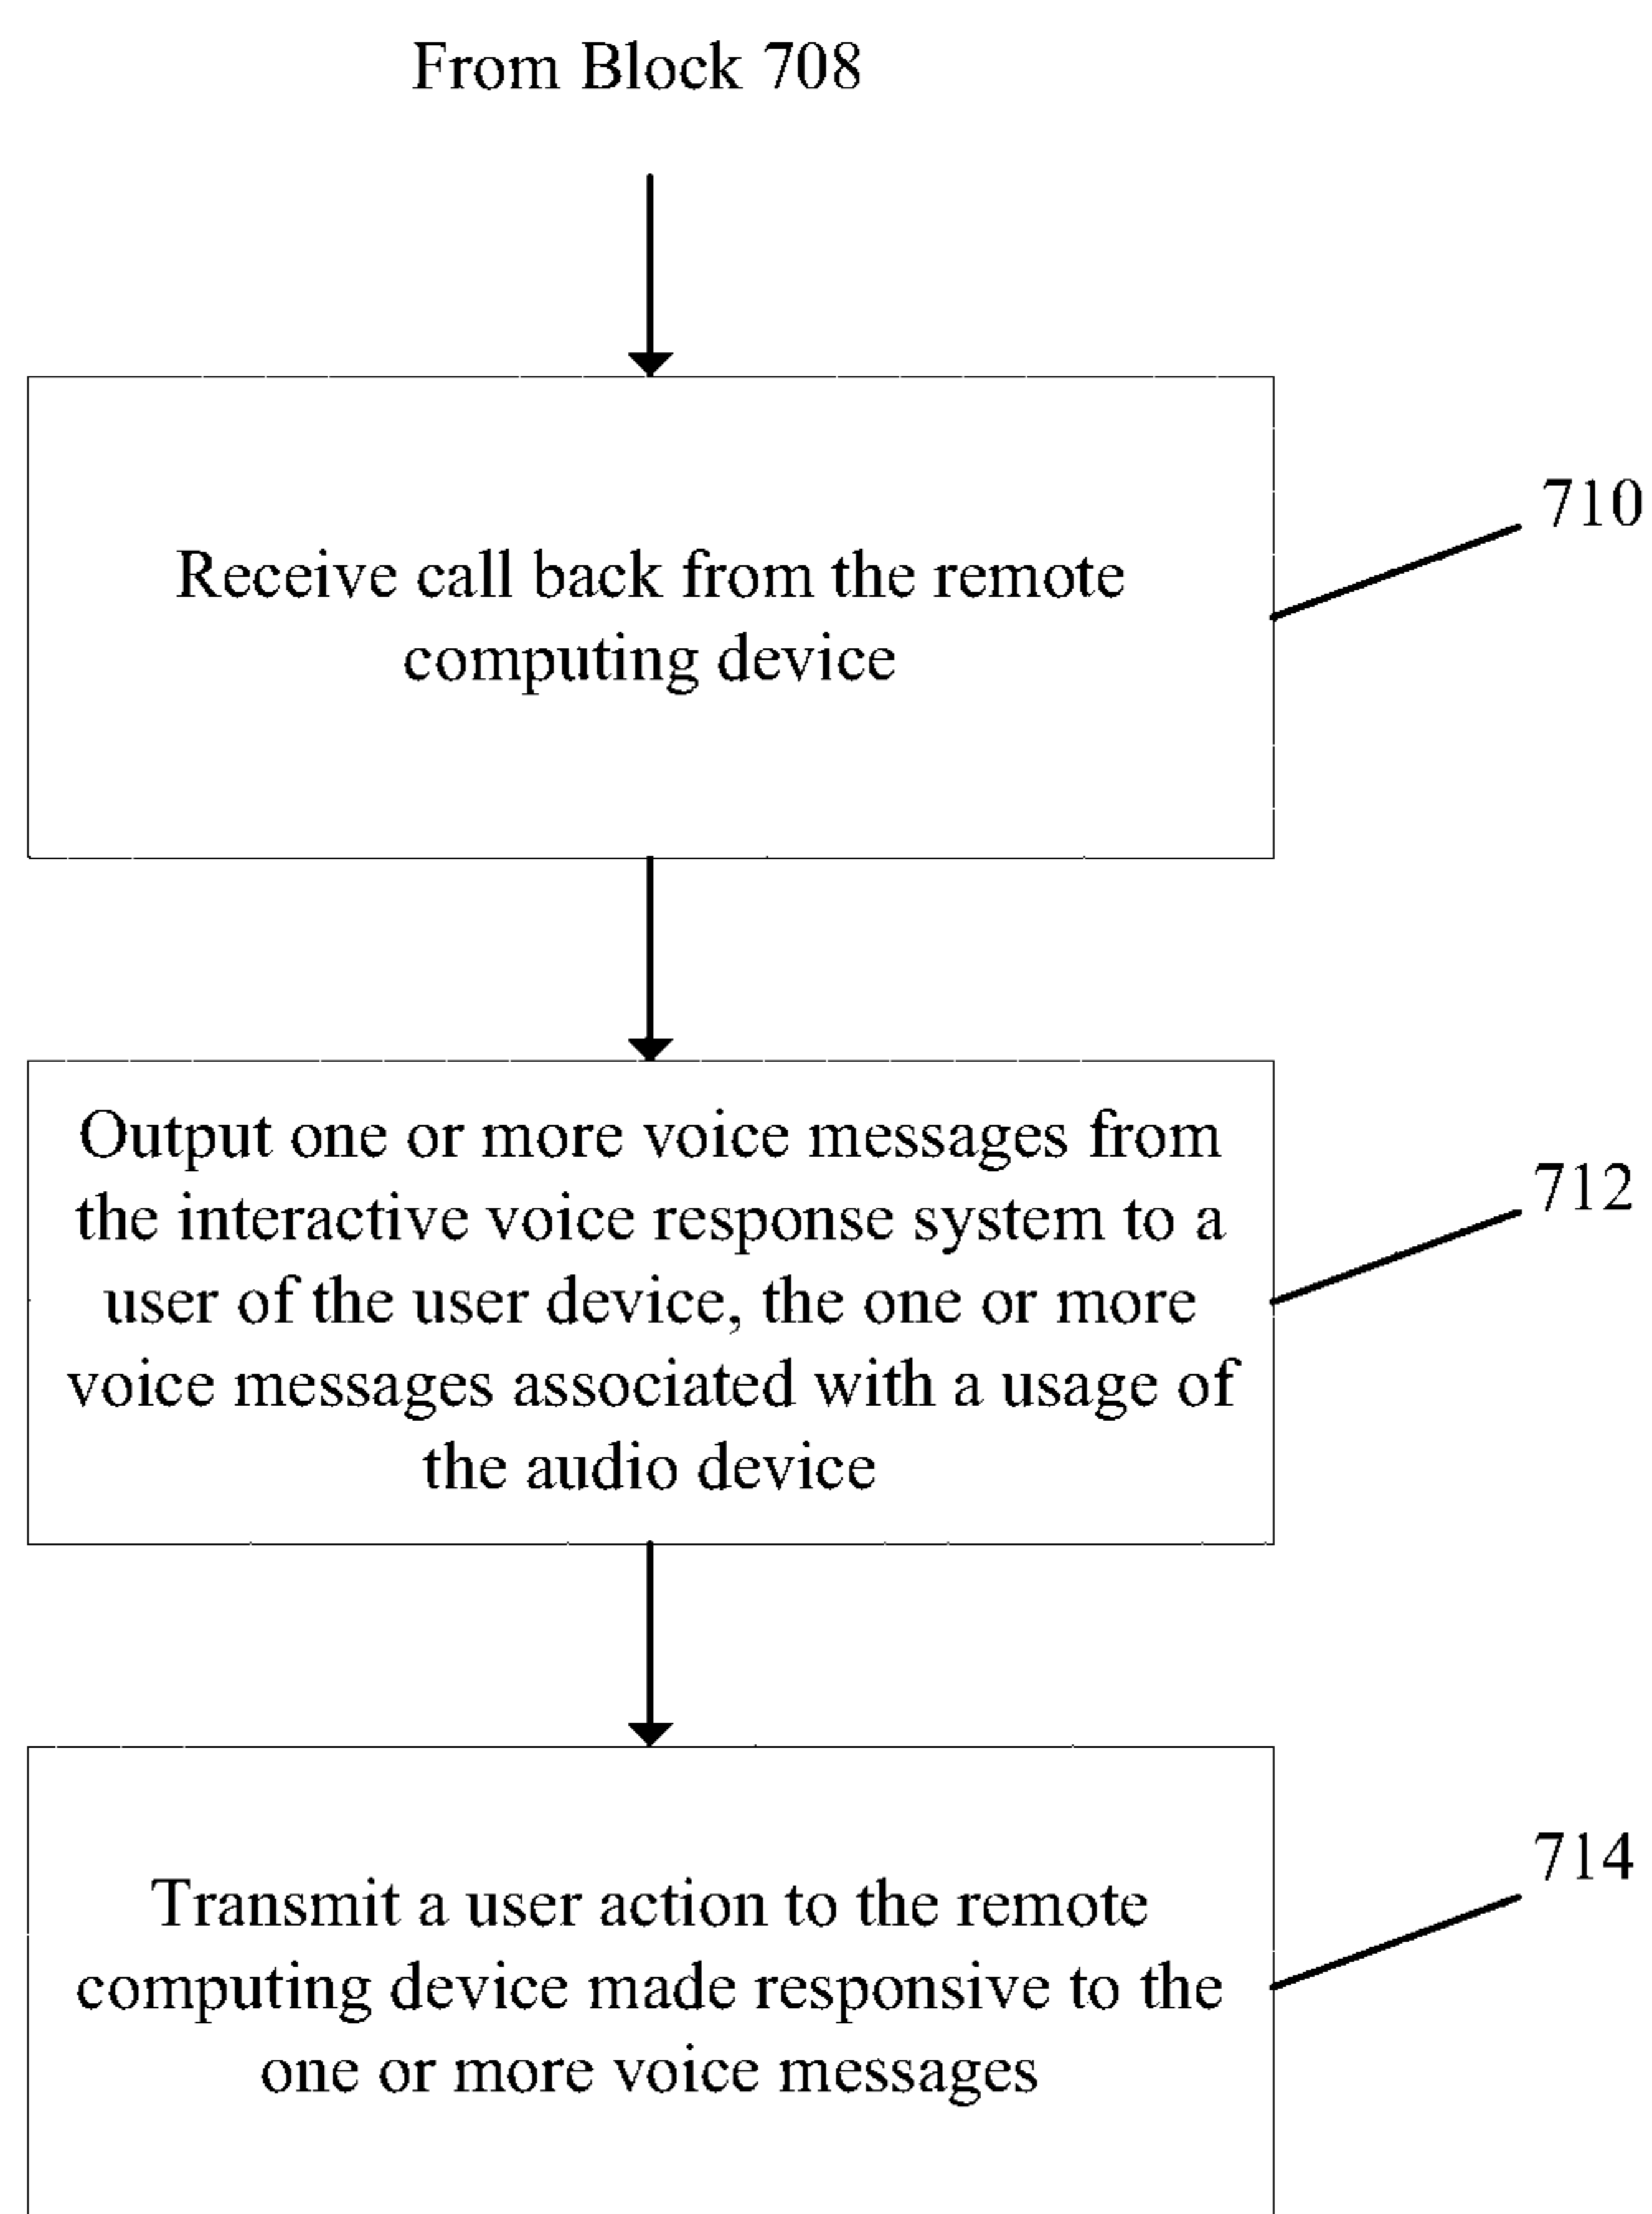 From Block 708
710
Receive call back from the remote
computing device
712
Output one or more voice messages from
the interactive voice response system to a
user of the user device, the one or more
voice messages associated with a usage of
the audio device
714
Transmit a user action to the remote
computing device made responsive to the
one or more voice messages